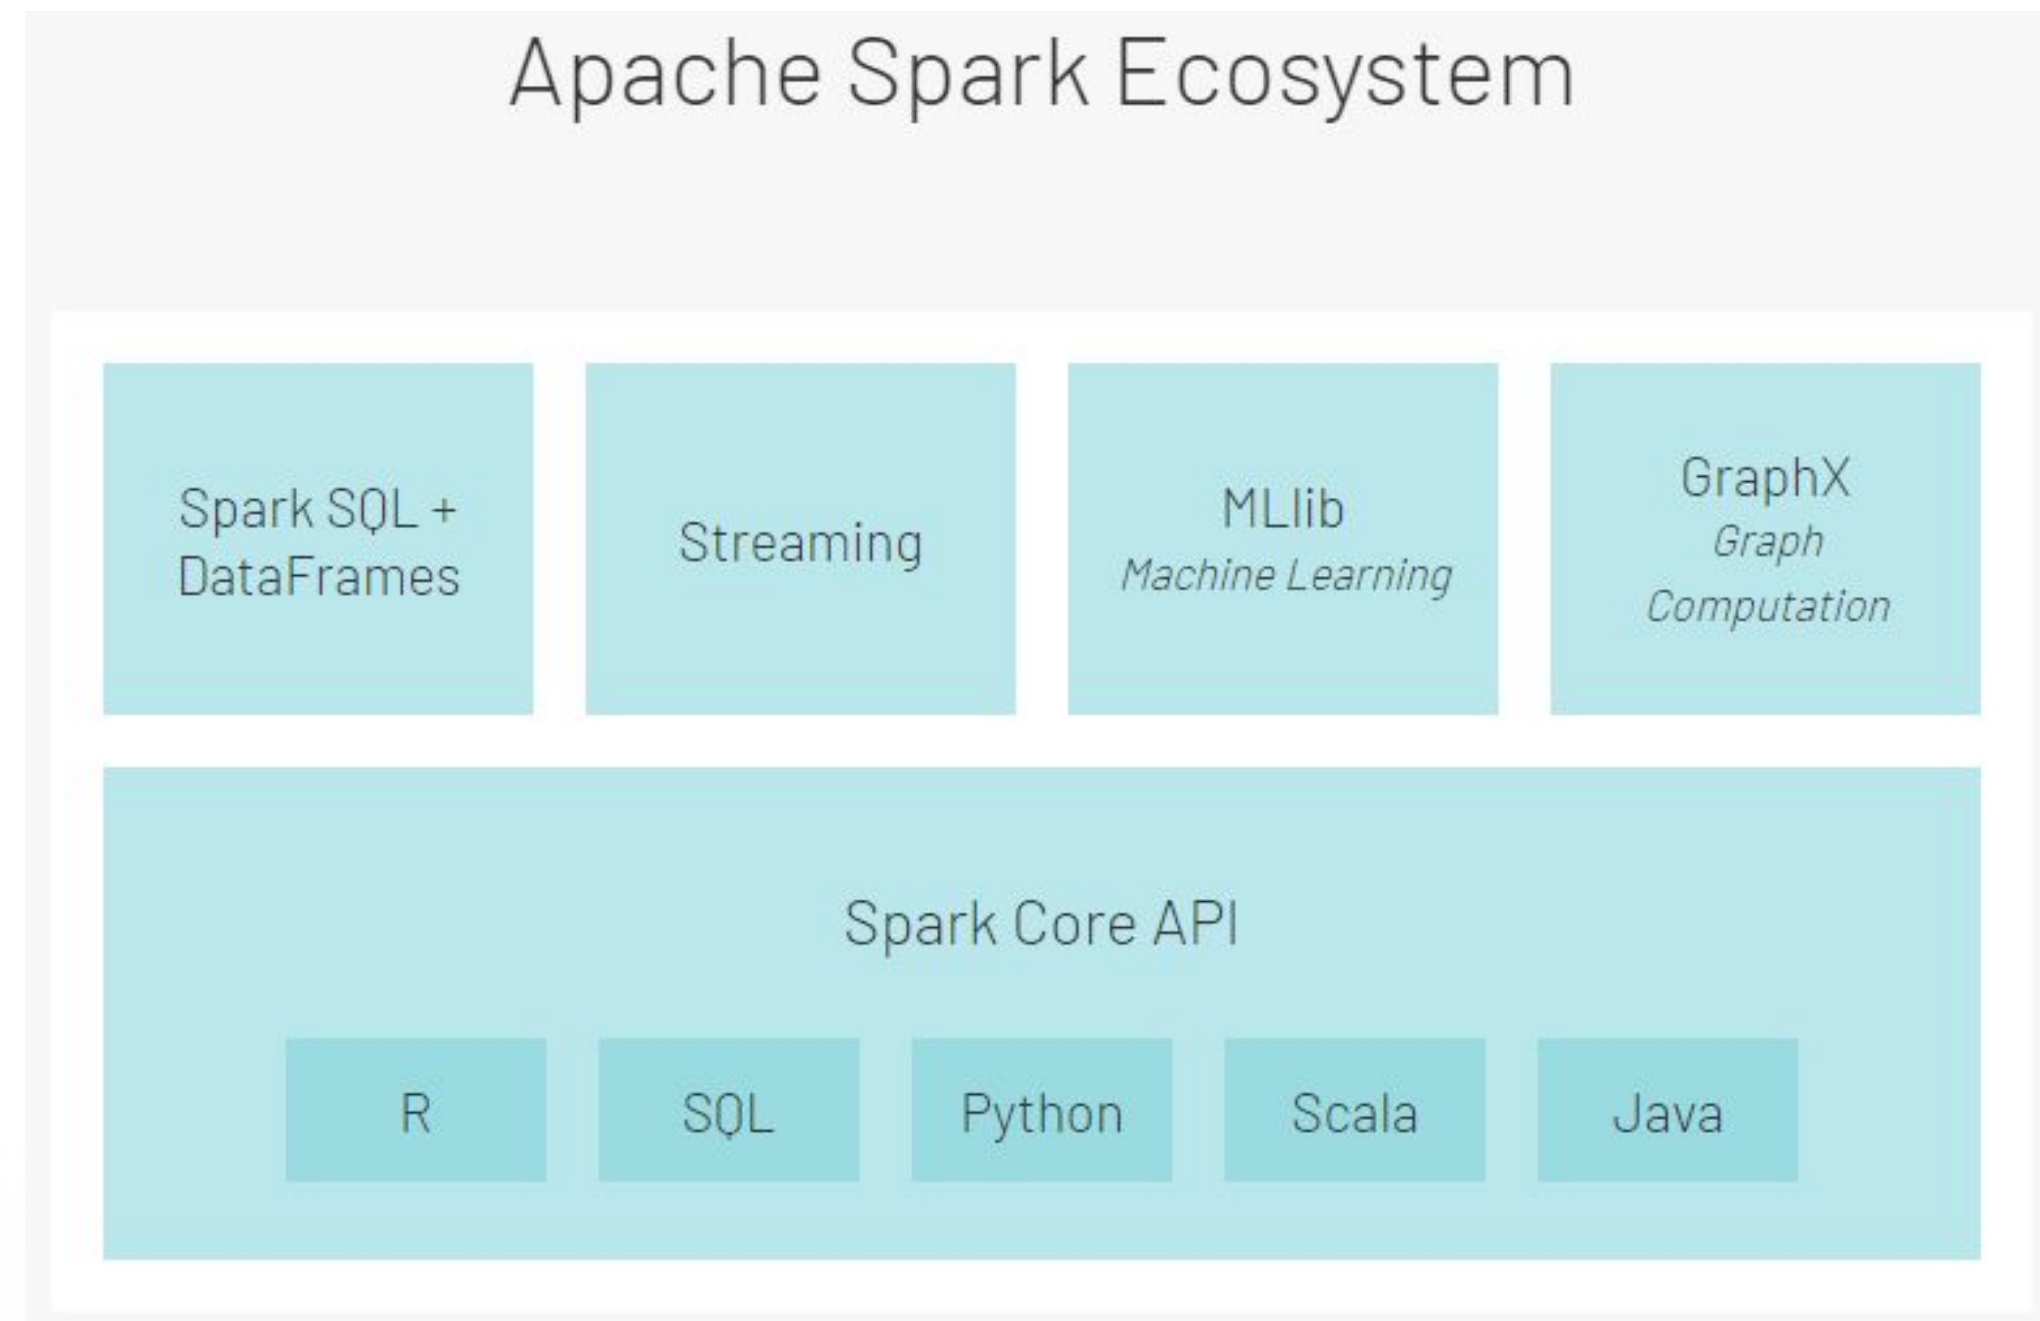 Apache Spark Ecosystem
Spark SQL +
DataFrames
Streaming
MLlib
Machine Learning
GraphX
Graph
Computation
Spark Core API
R
SQL
Python
Scala
Java